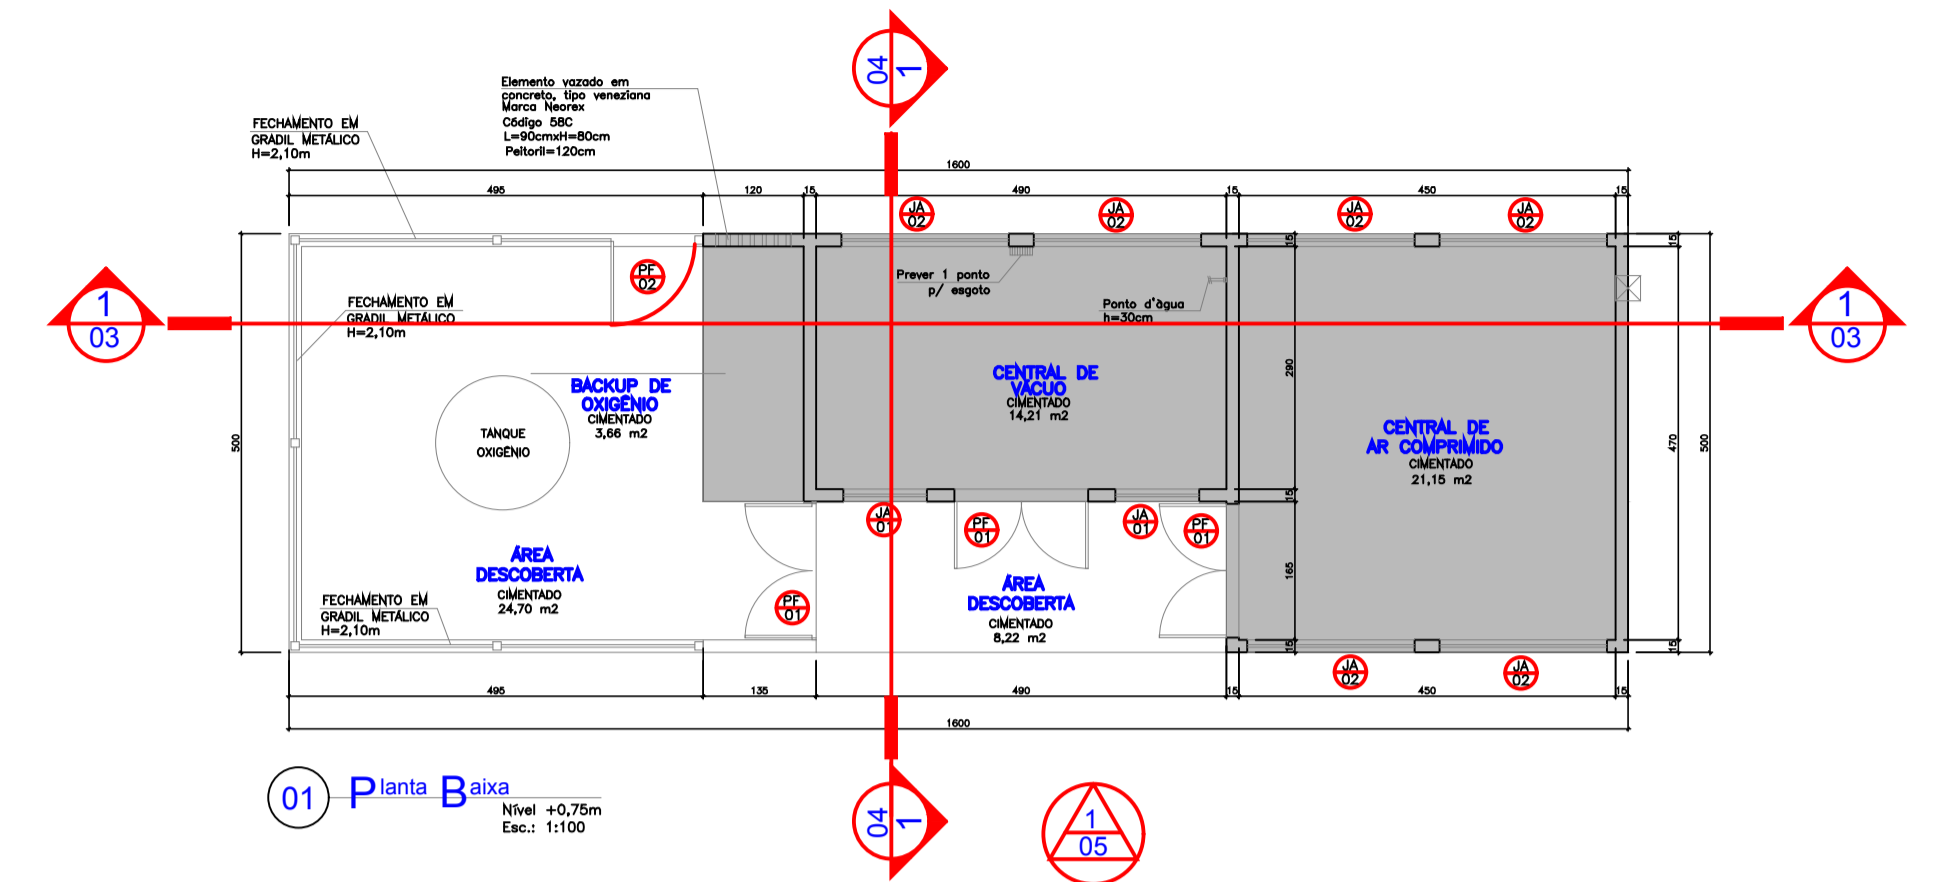 04
1
Elemento vazado em
concreto, tipo veneziana
Marca Neorex
Código 58C
L=90cmxH=80cm
Peitoril=120cm
FECHAMENTO EM
GRADIL METÁLICO
H=2,10m
1600
495
120
15
490
15
450
15
JA
02
JA
02
JA
02
JA
02
PF
02
Prever 1 ponto
p/ esgoto
Ponto d'àgua
h=30cm
FECHAMENTO EM
GRADIL METÁLICO
H=2,10m
1
03
1
03
15
15
290
500
470
500
BACKUP DE
OXIGÊNIO
CIMENTADO
3,66 m2
CENTRAL DE
VÁCUO
CIMENTADO
14,21 m2
TANQUE
OXIGÊNIO
CENTRAL DE
AR COMPRIMIDO
CIMENTADO
21,15 m2
15
JA
01
PF
01
JA
01
PF
01
ÁREA
DESCOBERTA
CIMENTADO
24,70 m2
165
ÁREA
DESCOBERTA
CIMENTADO
8,22 m2
FECHAMENTO EM
GRADIL METÁLICO
H=2,10m
PF
01
15
15
JA
02
JA
02
495
135
490
15
450
15
1600
01 Planta Baixa
Nível +0,75m
Esc.: 1:100
04
1
1
05